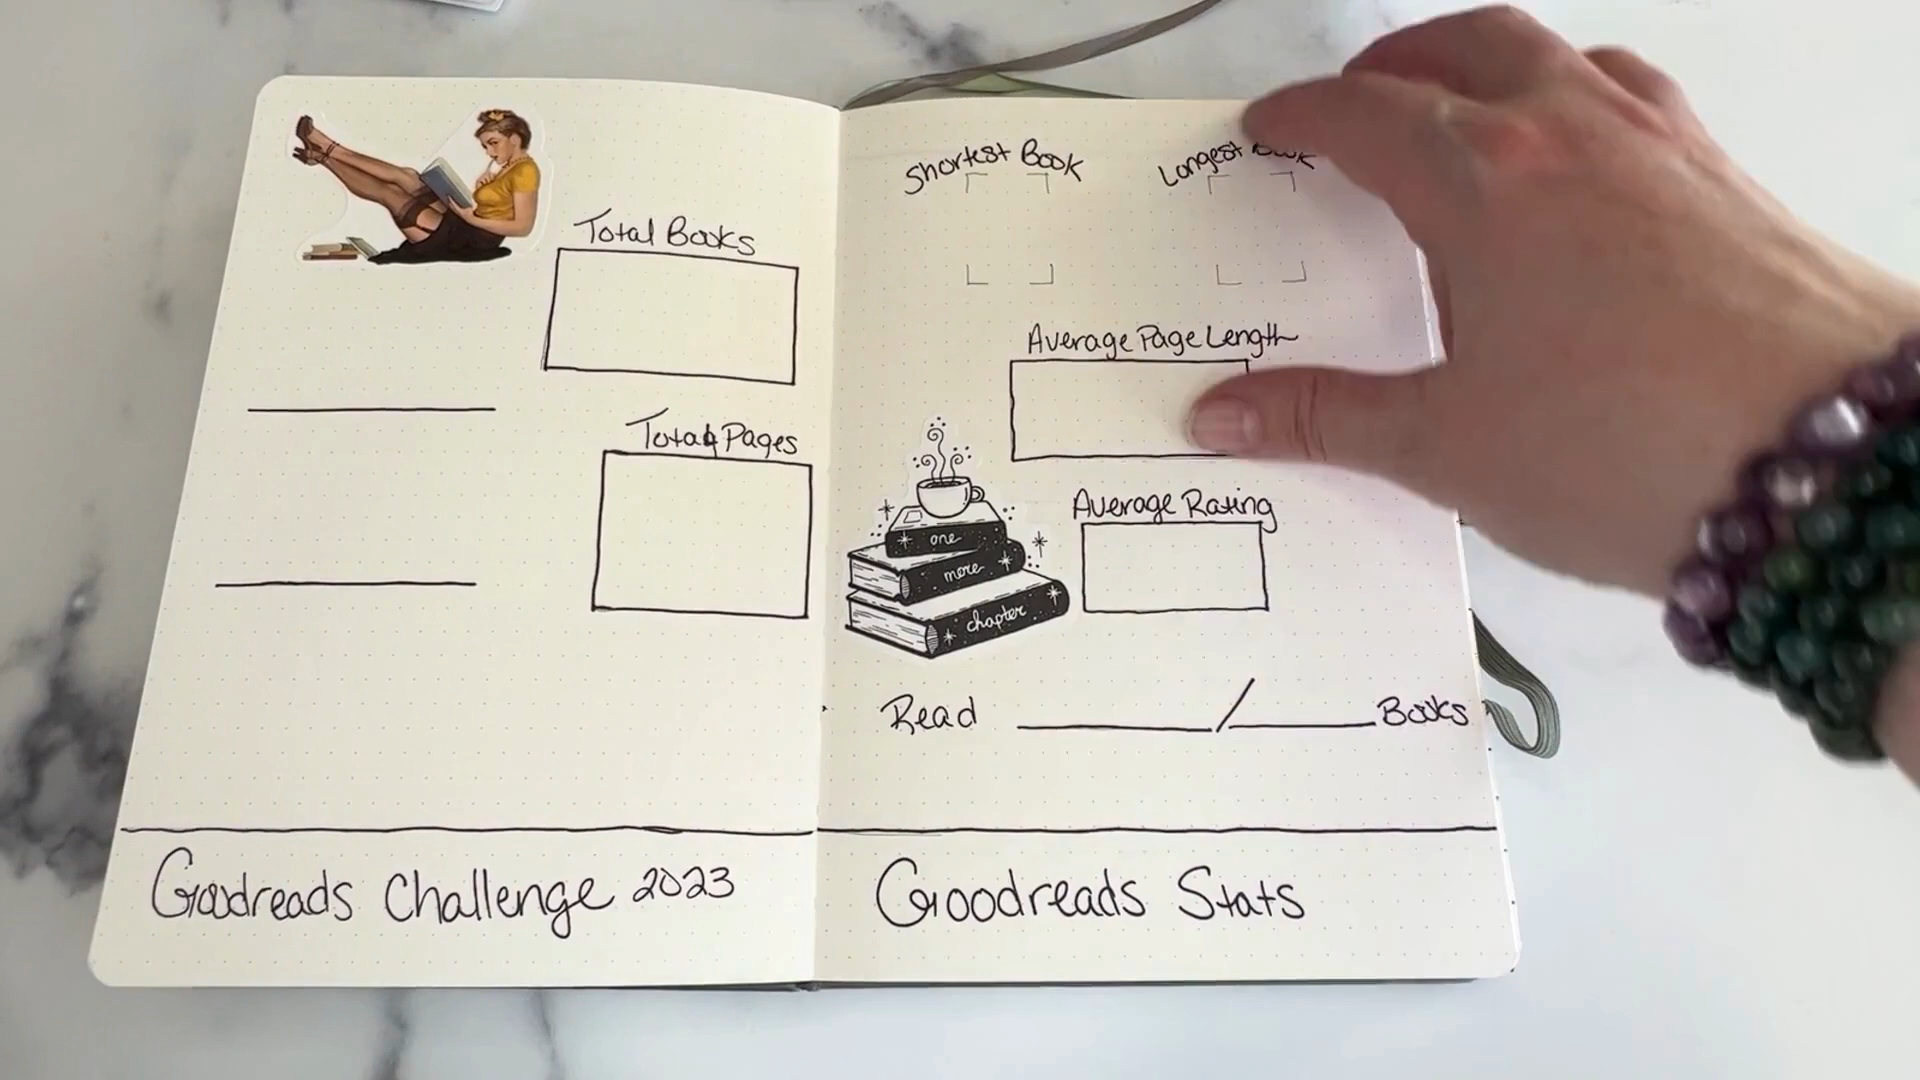 Total Books
Total Pages
Goodreads Challenge 2023
Shortest Book
Longest Book
Average Page Length
one
more
chapter
Average Rating
Read / Books
Goodreads Stats